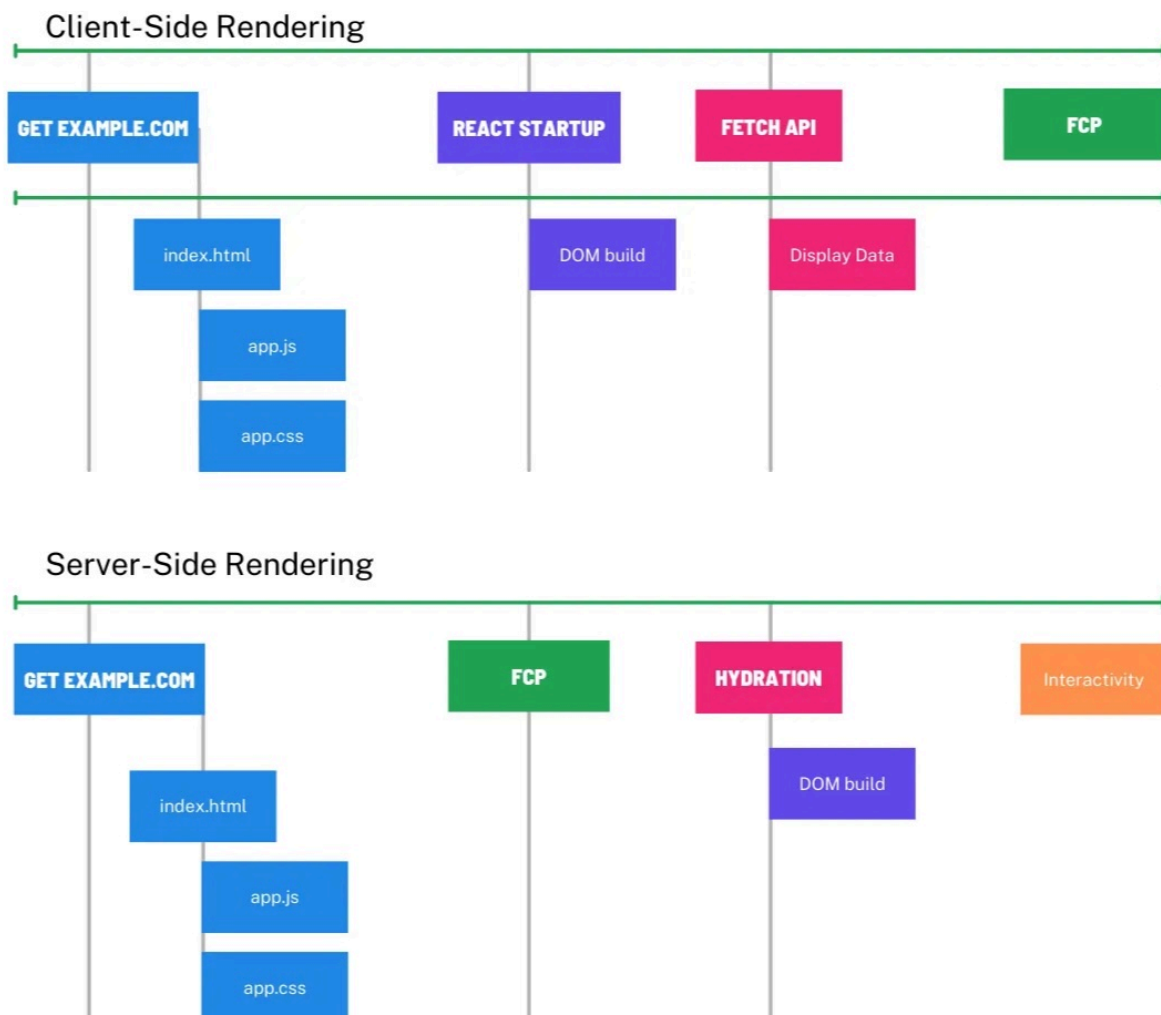 Client-Side Rendering
GET EXAMPLE.COM
REACT STARTUP
FETCH API
FCP
index.html
DOM build
Display Data
app.js
app.css
Server-Side Rendering
GET EXAMPLE.COM
FCP
HYDRATION
Interactivity
index.html
DOM build
app.js
app.css